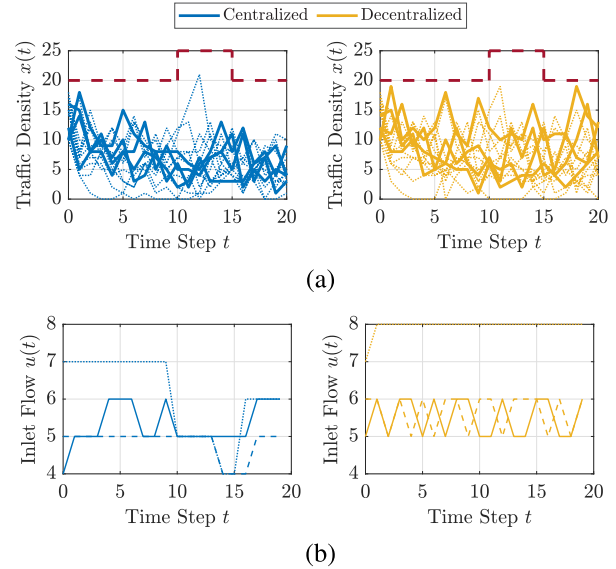 Centralized Decentralized
Traffic Density x(t)
25
20
15
10
5
0
0 5 10 15 20
Time Step t
Traffic Density x(t)
25
20
15
10
5
0
0 5 10 15 20
Time Step t
(a)
Inlet Flow u(t)
8
7
6
5
4
0 5 10 15 20
Time Step t
Inlet Flow u(t)
8
7
6
5
4
0 5 10 15 20
Time Step t
(b)